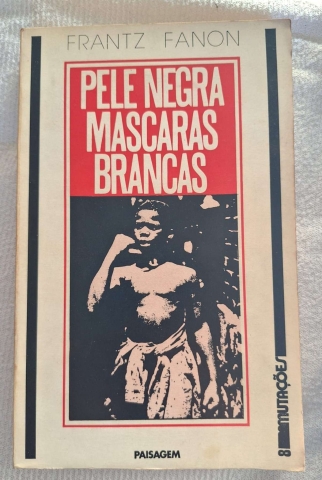 FRANTZ FANON
PELE NEGRA
MASCARAS
BRANCAS
8 MUTAÇÕES
PAISAGEM